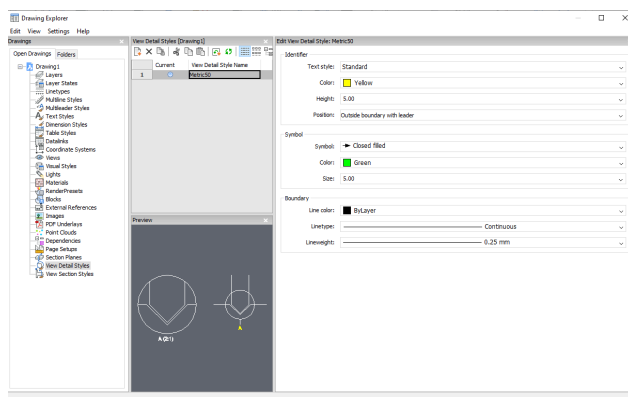 Drawing Explorer
Edit View Settings Help
Drawings
Open Drawings Folders
Drawing1
Layers
Layer States
Linetypes
Multiline Styles
Multileader Styles
Text Styles
Dimension Styles
Table Styles
Datalinks
Coordinate Systems
Views
Visual Styles
Lights
Materials
RenderPresets
Blocks
External References
Images
PDF Underlays
Point Clouds
Dependencies
Page Setups
Section Planes
View Detail Styles
View Section Styles
View Detail Styles [Drawing1]
Current View Detail Style Name
1 Metric50
Preview
A (2:1)
A
Edit View Detail Style: Metric50
Identifier
Text style: Standard
Color: Yellow
Height: 5.00
Position: Outside boundary with leader
Symbol
Symbol: Closed filled
Color: Green
Size: 5.00
Boundary
Line color: ByLayer
Linetype: Continuous
Lineweight: 0.25 mm